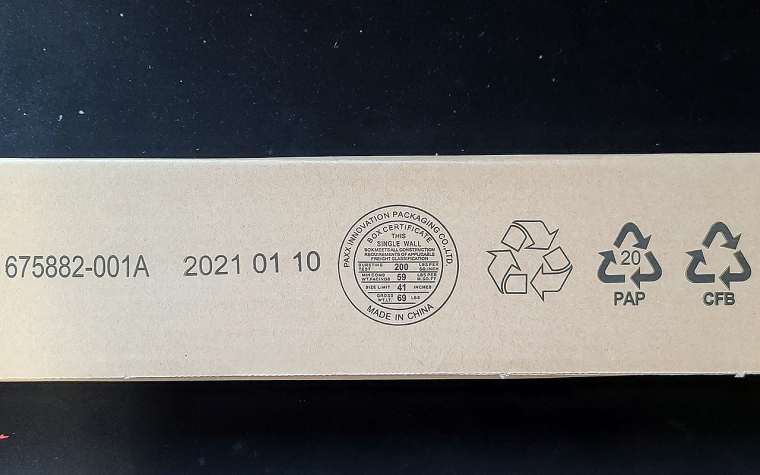 675882-001A
2021 01 10
PAXX INNOVATION PACKAGING CO.,LTD.
BOX CERTIFICATE
THIS
SINGLE WALL
BOX MEETS ALL CONSTRUCTION
REQUIREMENTS OF APPLICABLE
FREIGHT CLASSIFICATION
BURSTING TEST 200 LBS PER SQ.INCH
MIN COMB WT.FACINGS 59 LBS PER M.SQ.FT
SIZE LIMIT 41 INCHES
GROSS WT.LT. 69 LBS
MADE IN CHINA
20
PAP
CFB